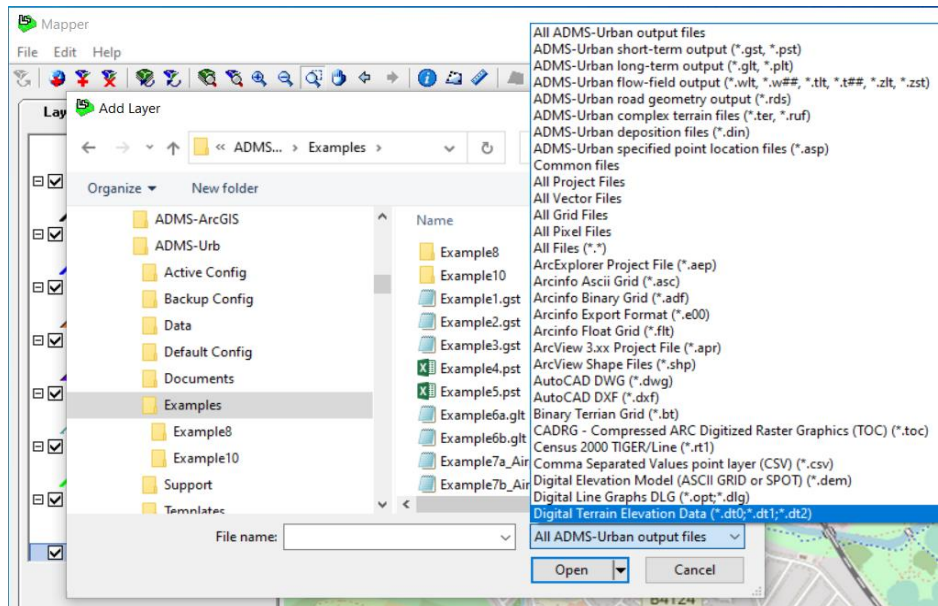 Mapper
File Edit Help
Lay
Add Layer
« ADMS... > Examples >
Organize
New folder
ADMS-ArcGIS
ADMS-Urb
Active Config
Backup Config
Data
Default Config
Documents
Examples
Example8
Example10
Support
Templates
Name
Example8
Example10
Example1.gst
Example2.gst
Example3.gst
Example4.pst
Example5.pst
Example6a.glt
Example6b.glt
Example7a_Air
Example7b_Air
All ADMS-Urban output files
ADMS-Urban short-term output (*.gst, *.pst)
ADMS-Urban long-term output (*.glt, *.plt)
ADMS-Urban flow-field output (*.wlt, *.w##, *.tlt, *.t##, *.zlt, *.zst)
ADMS-Urban road geometry output (*.rds)
ADMS-Urban complex terrain files (*.ter, *.ruf)
ADMS-Urban deposition files (*.din)
ADMS-Urban specified point location files (*.asp)
Common files
All Project Files
All Vector Files
All Grid Files
All Pixel Files
All Files (*.*)
ArcExplorer Project File (*.aep)
Arcinfo Ascii Grid (*.asc)
Arcinfo Binary Grid (*.adf)
Arcinfo Export Format (*.e00)
Arcinfo Float Grid (*.flt)
ArcView 3.xx Project File (*.apr)
ArcView Shape Files (*.shp)
AutoCAD DWG (*.dwg)
AutoCAD DXF (*.dxf)
Binary Terrian Grid (*.bt)
CADRG - Compressed ARC Digitized Raster Graphics (TOC) (*.toc)
Census 2000 TIGER/Line (*.rt1)
Comma Separated Values point layer (CSV) (*.csv)
Digital Elevation Model (ASCII GRID or SPOT) (*.dem)
Digital Line Graphs DLG (*.opt;*.dlg)
Digital Terrain Elevation Data (*.dt0;*.dt1;*.dt2)
File name:
All ADMS-Urban output files
Open
Cancel
B4124